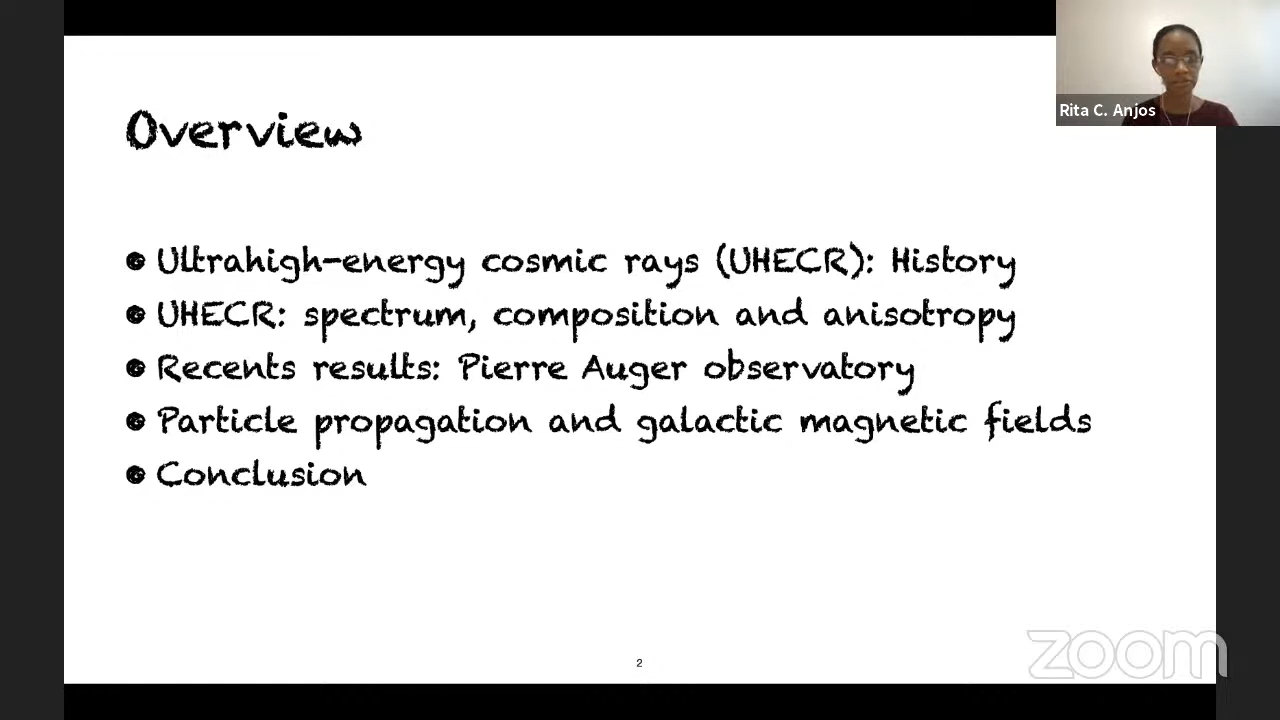 Overview
Rita C. Anjos
• Ultrahigh-energy cosmic rays (UHECR): History
• UHECR: spectrum, composition and anisotropy
• Recents results: Pierre Auger observatory
• Particle propagation and galactic magnetic fields
• Conclusion
2
zoom